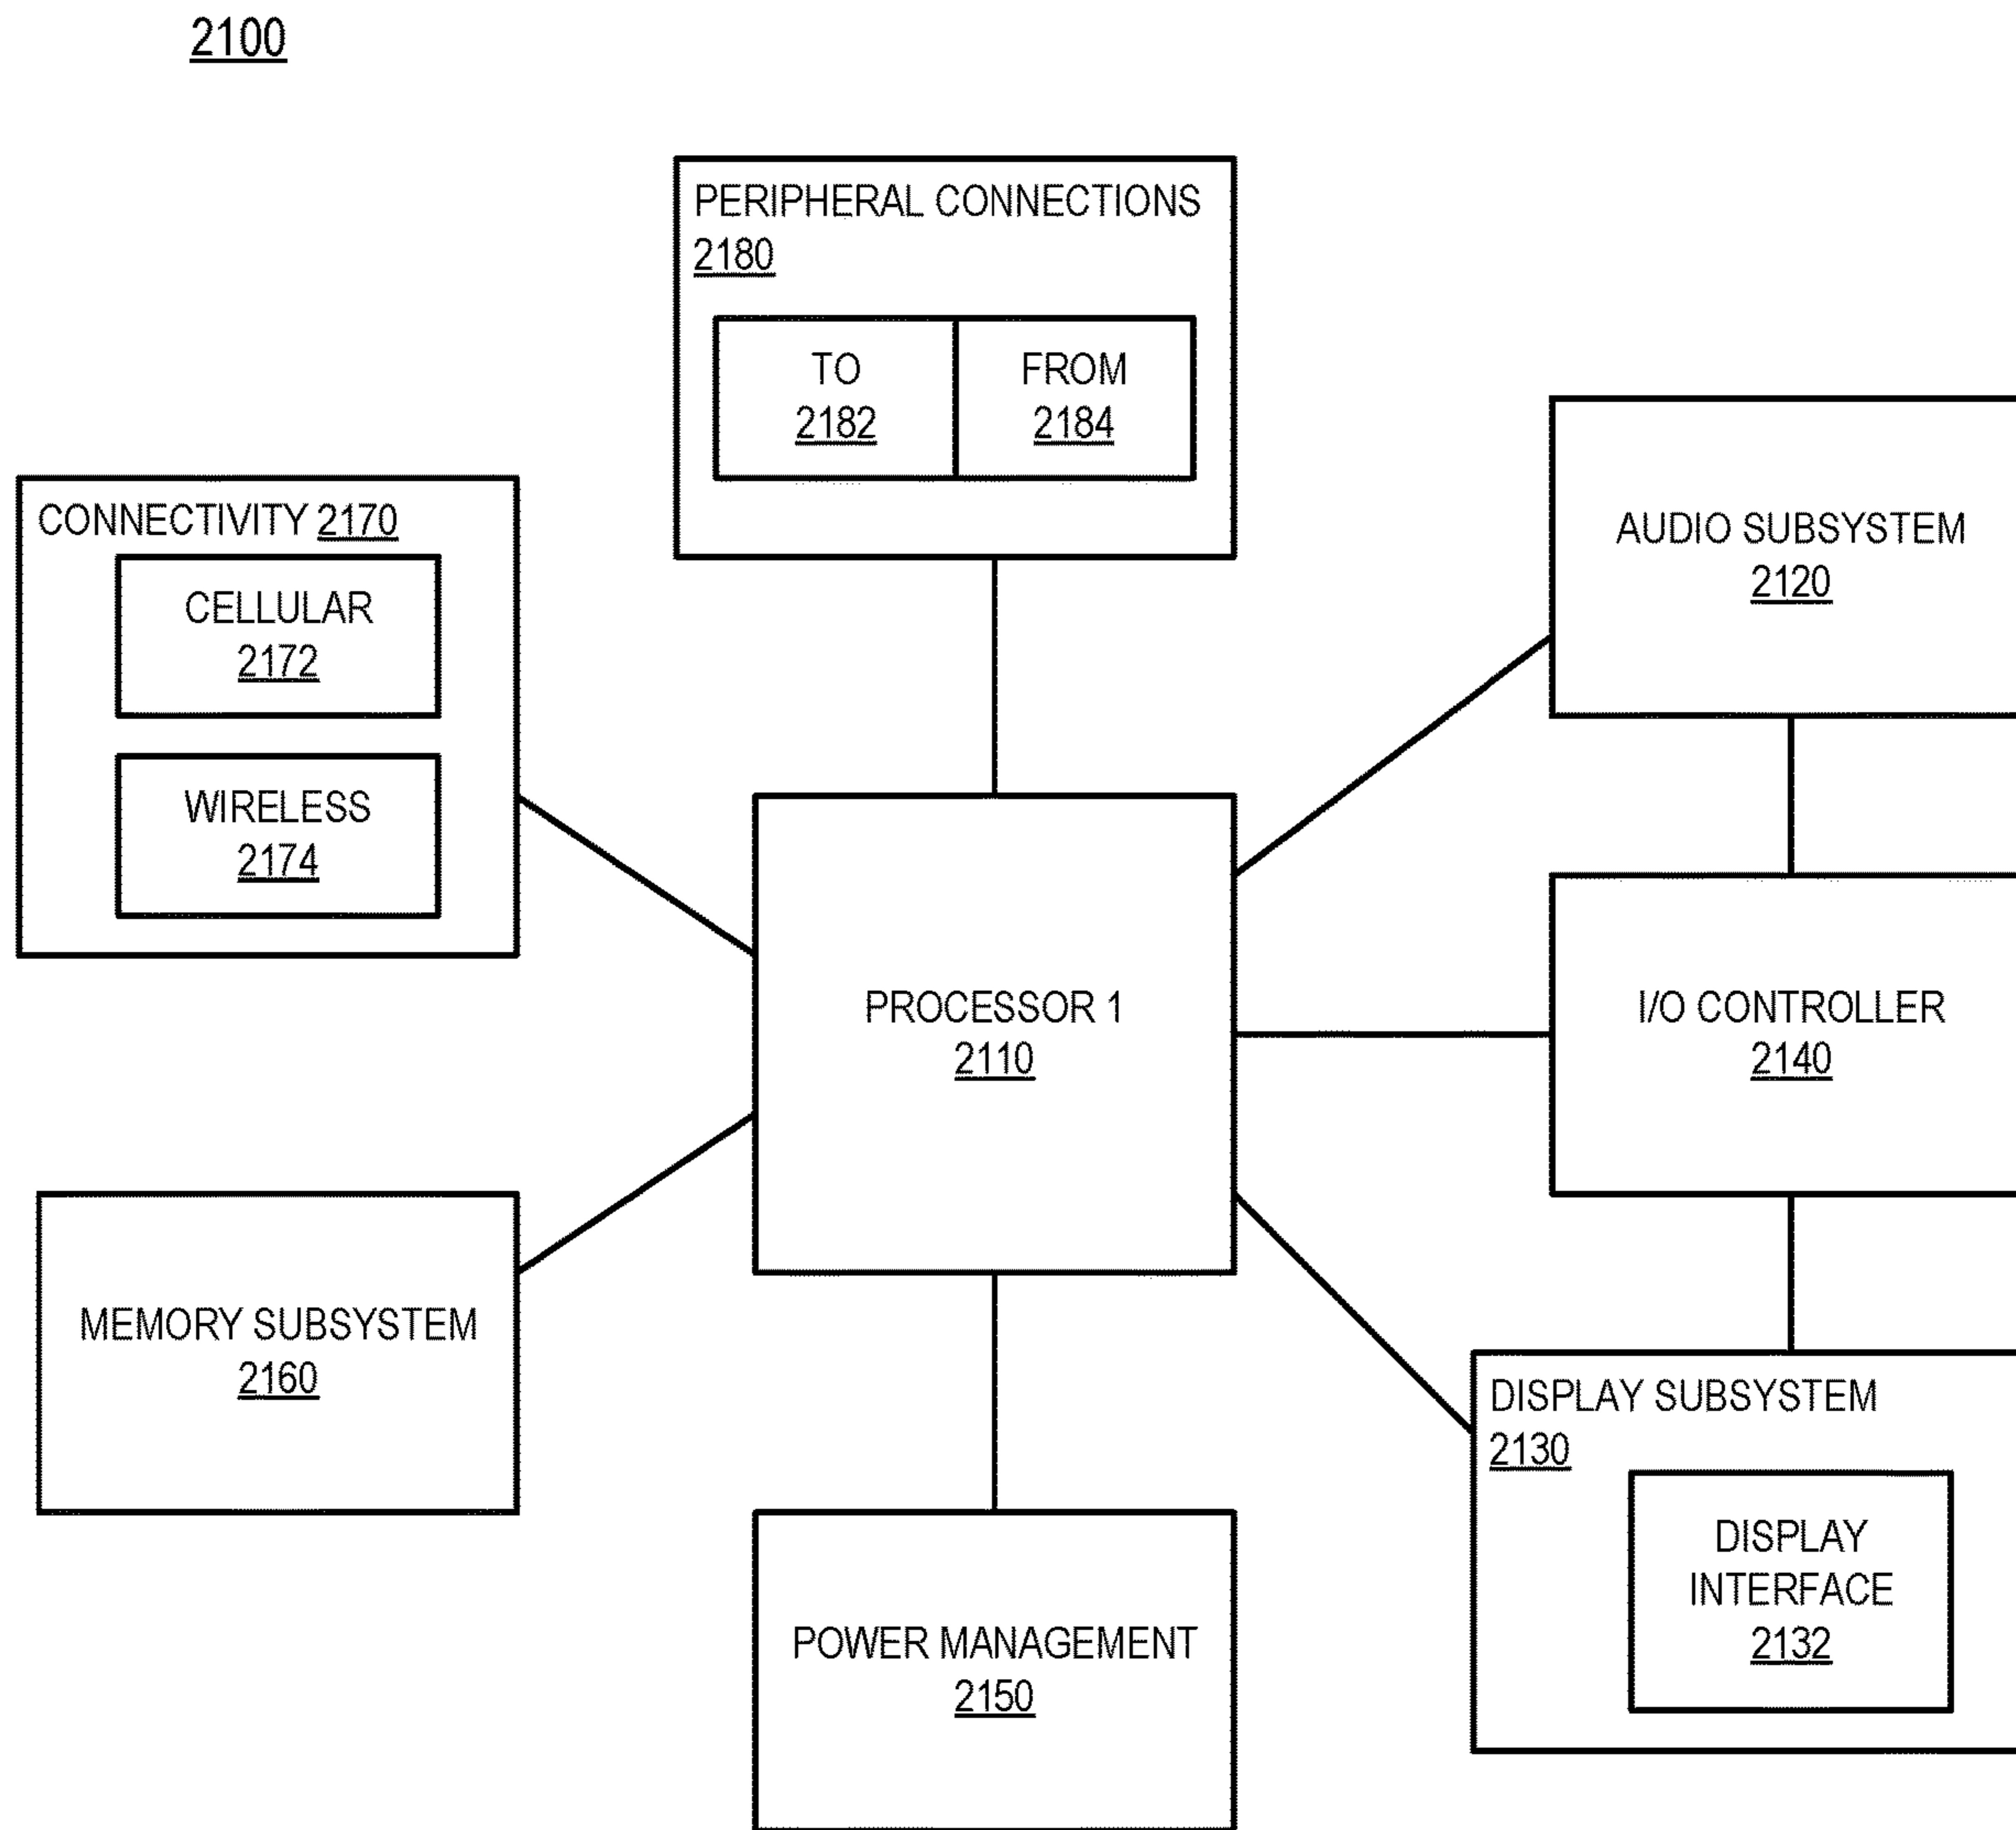 2100
PERIPHERAL CONNECTIONS
2180
TO
2182
FROM
2184
CONNECTIVITY 2170
CELLULAR
2172
WIRELESS
2174
AUDIO SUBSYSTEM
2120
PROCESSOR 1
2110
I/O CONTROLLER
2140
MEMORY SUBSYSTEM
2160
DISPLAY SUBSYSTEM
2130
DISPLAY
INTERFACE
2132
POWER MANAGEMENT
2150